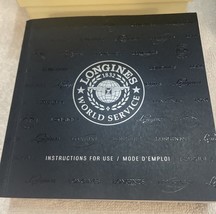 LONGINES
1832
WORLD SERVICE
INSTRUCTIONS FOR USE / MODE D'EMPLOI